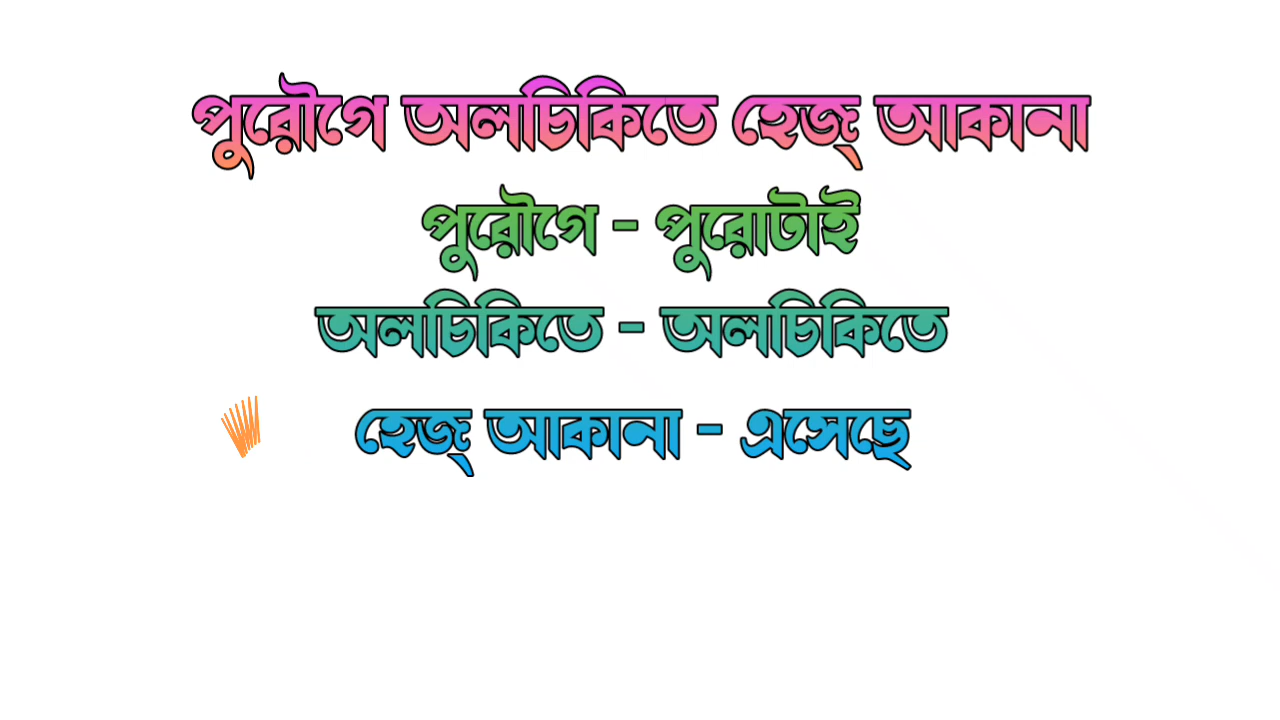 পুরৌগে অলচিকিতে হেজ্ আকানা
পুরৌগে - পুরোটাই
অলচিকিতে - অলচিকিতে
হেজ্ আকানা - এসেছে